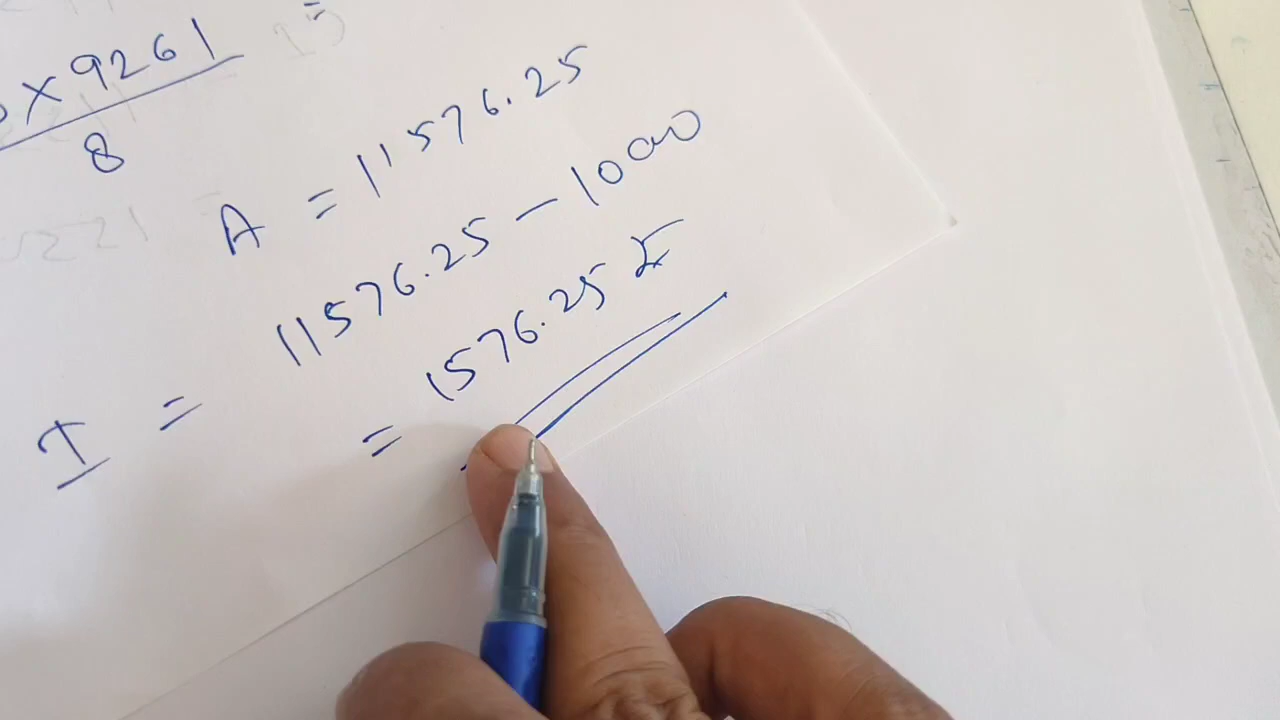 × 9261
8
A = 11576.25
I = 11576.25 - 1000
= 1576.25 ₹